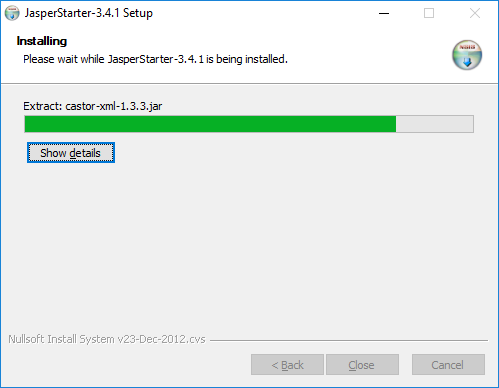 JasperStarter-3.4.1 Setup
Installing
Please wait while JasperStarter-3.4.1 is being installed.
Extract: castor-xml-1.3.3.jar
Show details
Nullsoft Install System v23-Dec-2012.cvs
< Back
Close
Cancel